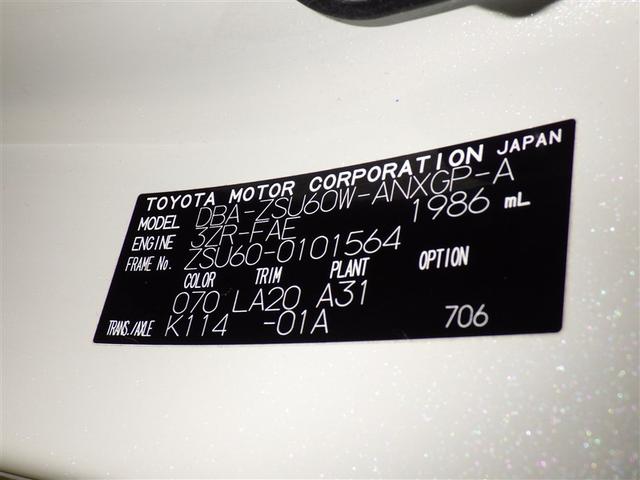 TOYOTA MOTOR CORPORATION JAPAN
MODEL DBA-ZSU60W-ANXGP-A
ENGINE 3ZR-FAE 1986 mL
FRAME No. ZSU60-0101564
COLOR TRIM PLANT OPTION
070 LA20 A31
TRANS./AXLE K114 -01A 706